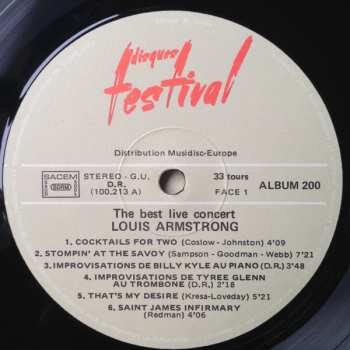 disques
festival
Distribution Musidisc-Europe
SACEM
SDRM
STEREO - G.U.
D.R.
(100.213 A)
33 tours
FACE 1
ALBUM 200
The best live concert
LOUIS ARMSTRONG
1. COCKTAILS FOR TWO (Coslow - Johnston) 4'09
2. STOMPIN' AT THE SAVOY (Sampson - Goodman - Webb) 7'21
3. IMPROVISATIONS DE BILLY KYLE AU PIANO (D.R.) 3'48
4. IMPROVISATIONS DE TYREE GLENN
AU TROMBONE (D.R.) 2'18
5. THAT'S MY DESIRE (Kresa-Loveday) 5'21
6. SAINT JAMES INFIRMARY
(Redman) 4'06